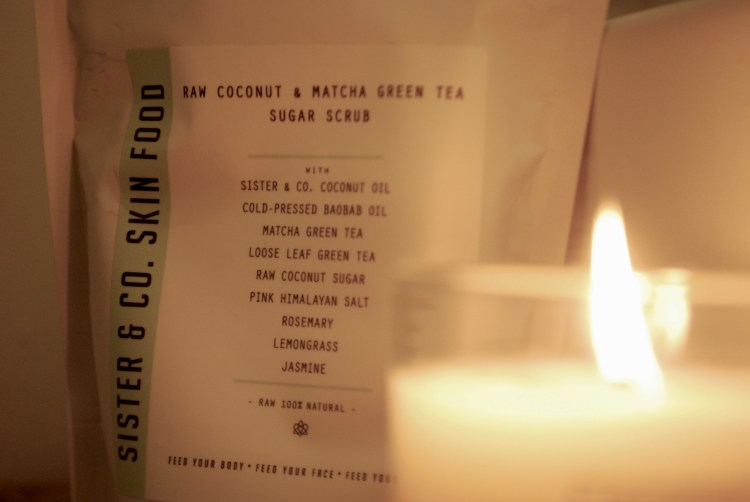 SISTER & CO. SKIN FOOD
RAW COCONUT & MATCHA GREEN TEA
SUGAR SCRUB
WITH
SISTER & CO. COCONUT OIL
COLD-PRESSED BAOBAB OIL
MATCHA GREEN TEA
LOOSE LEAF GREEN TEA
RAW COCONUT SUGAR
PINK HIMALAYAN SALT
ROSEMARY
LEMONGRASS
JASMINE
- RAW 100% NATURAL -
FEED YOUR BODY • FEED YOUR FACE • FEED YOU